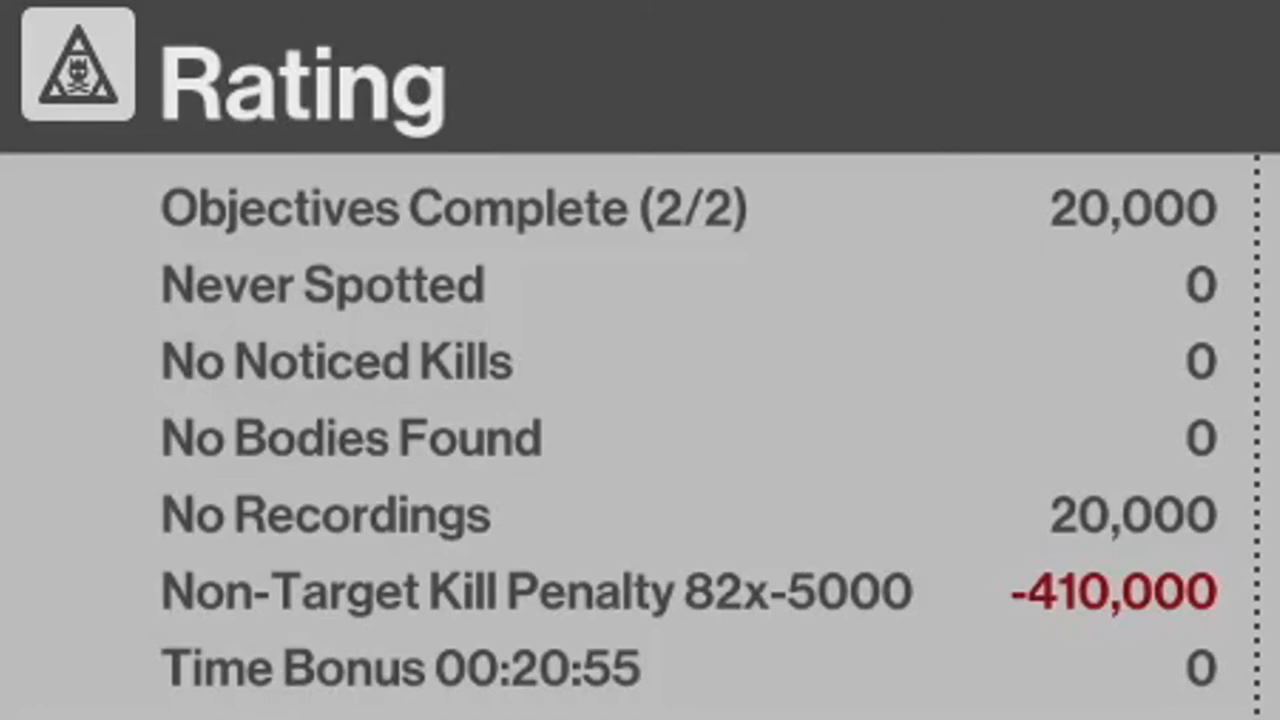 Rating
Objectives Complete (2/2) 20,000
Never Spotted 0
No Noticed Kills 0
No Bodies Found 0
No Recordings 20,000
Non-Target Kill Penalty 82x-5000 -410,000
Time Bonus 00:20:55 0